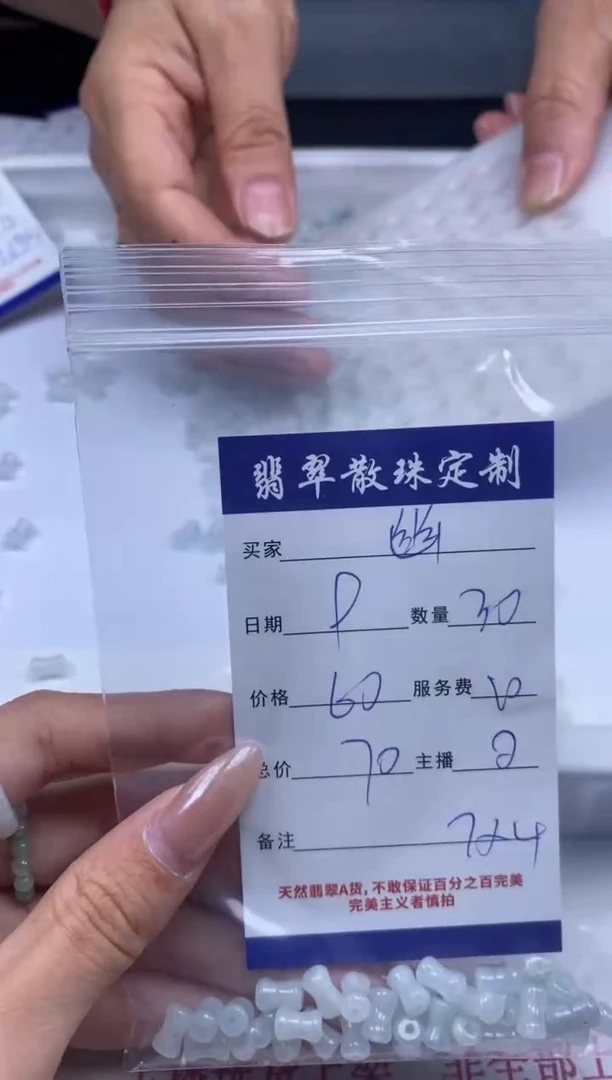 翡翠散珠定制
买家 幽
日期 P 数量 30
价格 60 服务费 10
总价 70 主播 2
备注 724
天然翡翠A货，不敢保证百分之百完美
完美主义者慎拍